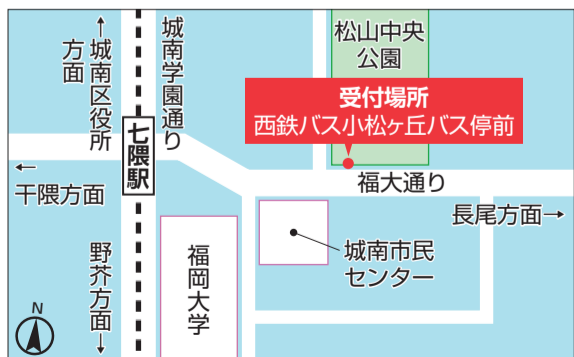 ↑城南区役所
方面
城南学園通り
松山中央
公園
受付場所
西鉄バス小松ヶ丘バス停前
七隈駅
←
干隈方面
福大通り
長尾方面→
野芥方面↓
福岡大学
城南市民
センター
N